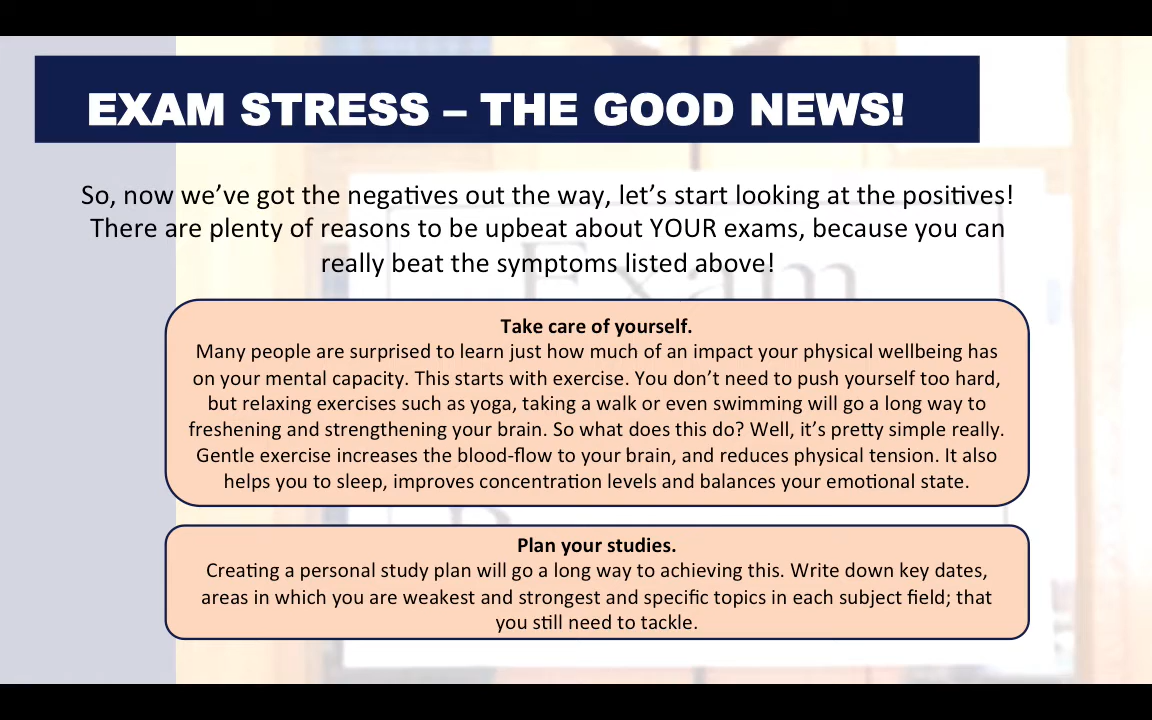 EXAM STRESS – THE GOOD NEWS!
So, now we’ve got the negatives out the way, let’s start looking at the positives!
There are plenty of reasons to be upbeat about YOUR exams, because you can
really beat the symptoms listed above!
Exam
Take care of yourself.
Many people are surprised to learn just how much of an impact your physical wellbeing has
on your mental capacity. This starts with exercise. You don’t need to push yourself too hard,
but relaxing exercises such as yoga, taking a walk or even swimming will go a long way to
freshening and strengthening your brain. So what does this do? Well, it’s pretty simple really.
Gentle exercise increases the blood-flow to your brain, and reduces physical tension. It also
helps you to sleep, improves concentration levels and balances your emotional state.
Plan your studies.
Creating a personal study plan will go a long way to achieving this. Write down key dates,
areas in which you are weakest and strongest and specific topics in each subject field; that
you still need to tackle.